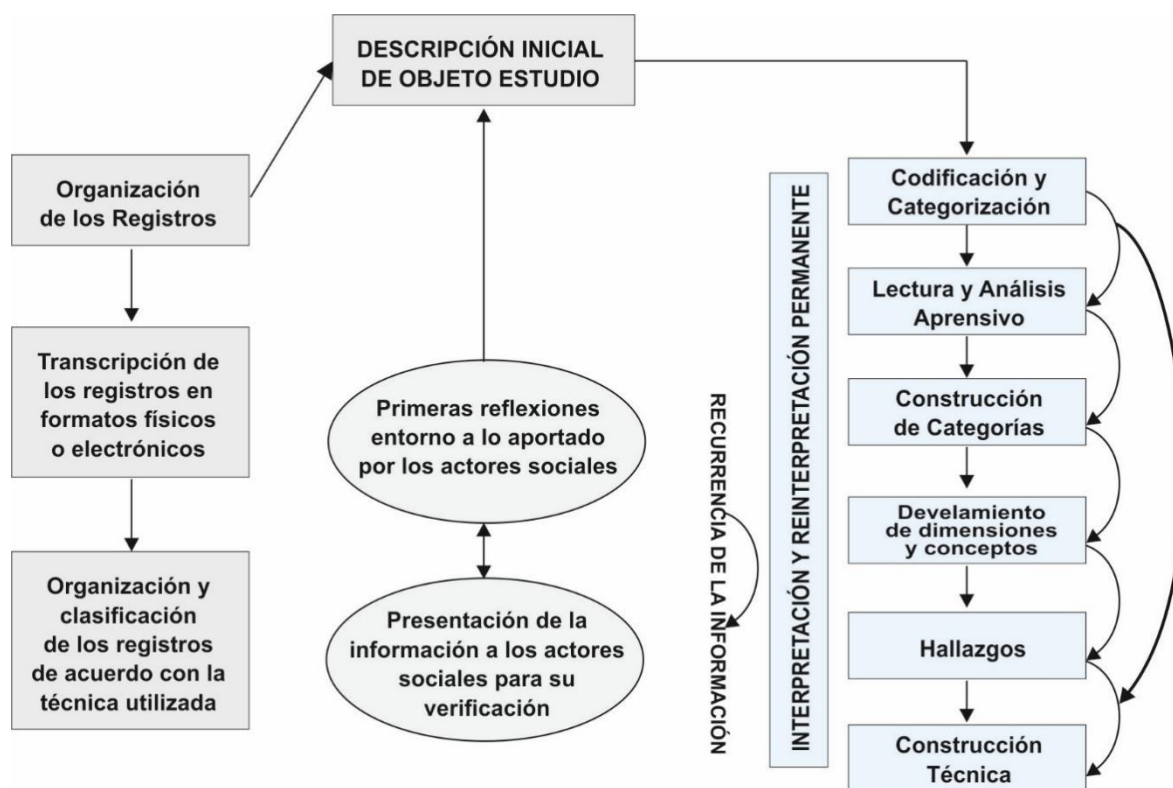 DESCRIPCIÓN INICIAL
DE OBJETO ESTUDIO
Organización
de los Registros
Transcripción de
los registros en
formatos físicos
o electrónicos
Organización y
clasificación
de los registros
de acuerdo con la
técnica utilizada
Primeras reflexiones
entorno a lo aportado
por los actores sociales
Presentación de la
información a los actores
sociales para su
verificación
RECURRENCIA DE LA INFORMACIÓN
INTERPRETACIÓN Y REINTERPRETACIÓN PERMANENTE
Codificación y
Categorización
Lectura y Análisis
Aprensivo
Construcción
de Categorías
Develamiento
de dimensiones
y conceptos
Hallazgos
Construcción
Técnica